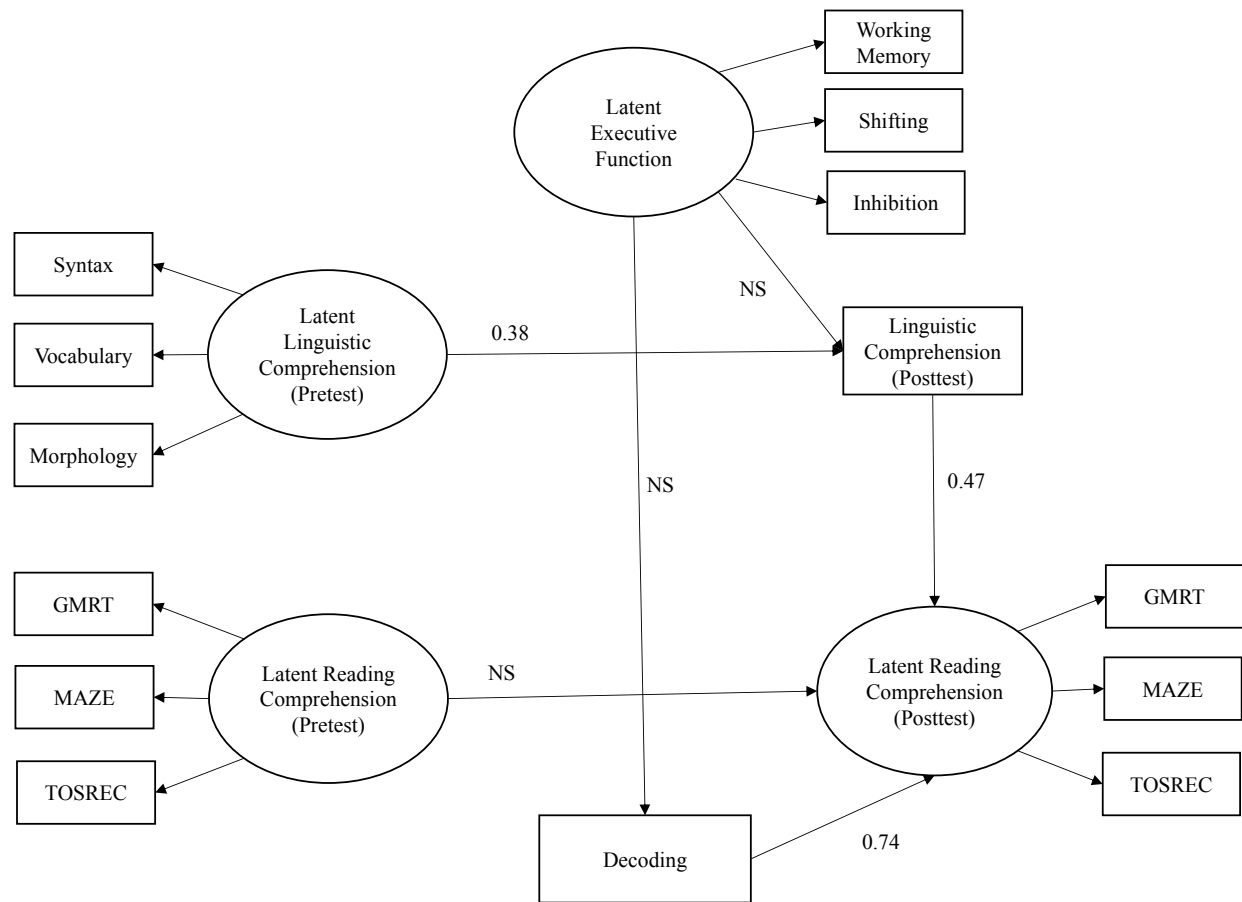 Working
Memory
Latent
Executive
Function
Shifting
Inhibition
Syntax
NS
Latent
Linguistic
Comprehension
(Pretest)
0.38
Linguistic
Comprehension
(Posttest)
Vocabulary
Morphology
NS
0.47
GMRT
GMRT
Latent Reading
Comprehension
(Pretest)
NS
Latent Reading
Comprehension
(Posttest)
MAZE
MAZE
TOSREC
TOSREC
Decoding
0.74